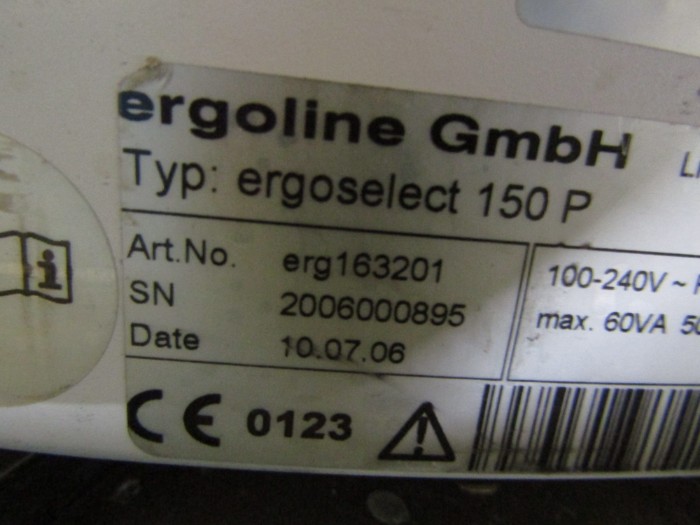 ergoline GmbH
Typ: ergoselect 150 P
Art.No. erg163201
SN 2006000895
Date 10.07.06
100-240V ~
max. 60VA
CE 0123